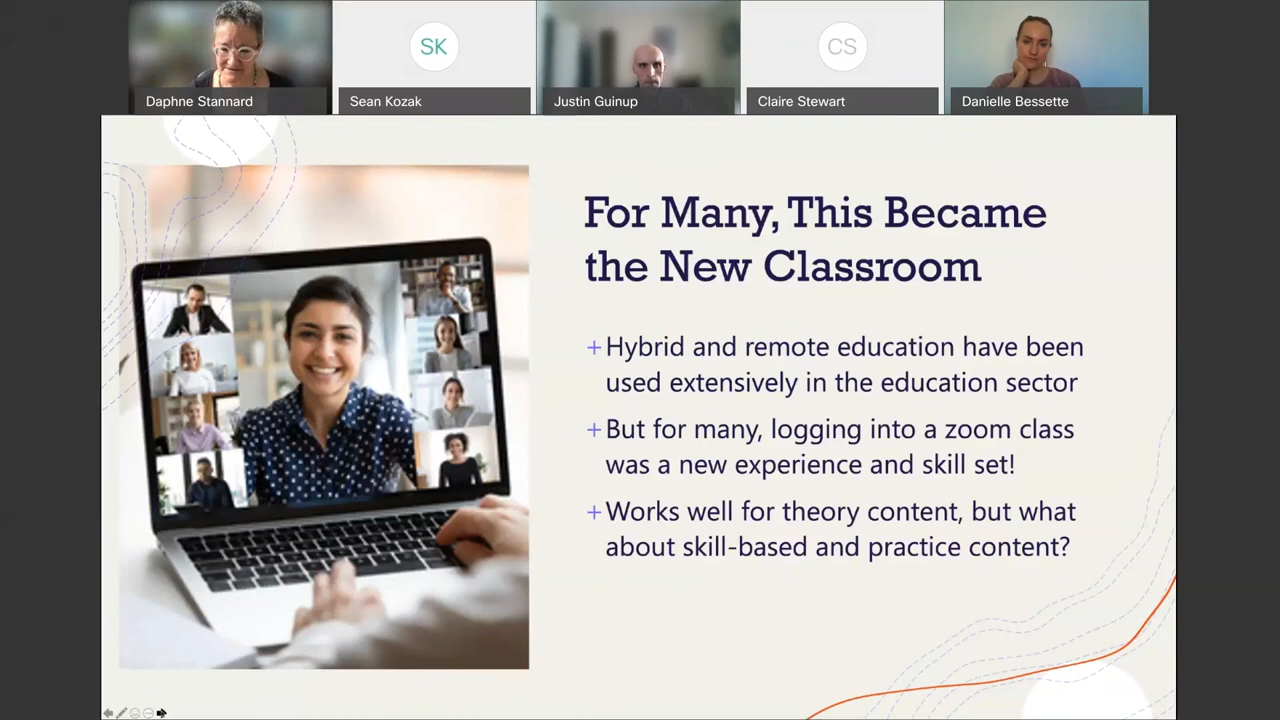 SK
CS
Daphne Stannard
Sean Kozak
Justin Guinup
Claire Stewart
Danielle Bessette
For Many, This Became
the New Classroom
+Hybrid and remote education have been
used extensively in the education sector
+But for many, logging into a zoom class
was a new experience and skill set!
+Works well for theory content, but what
about skill-based and practice content?